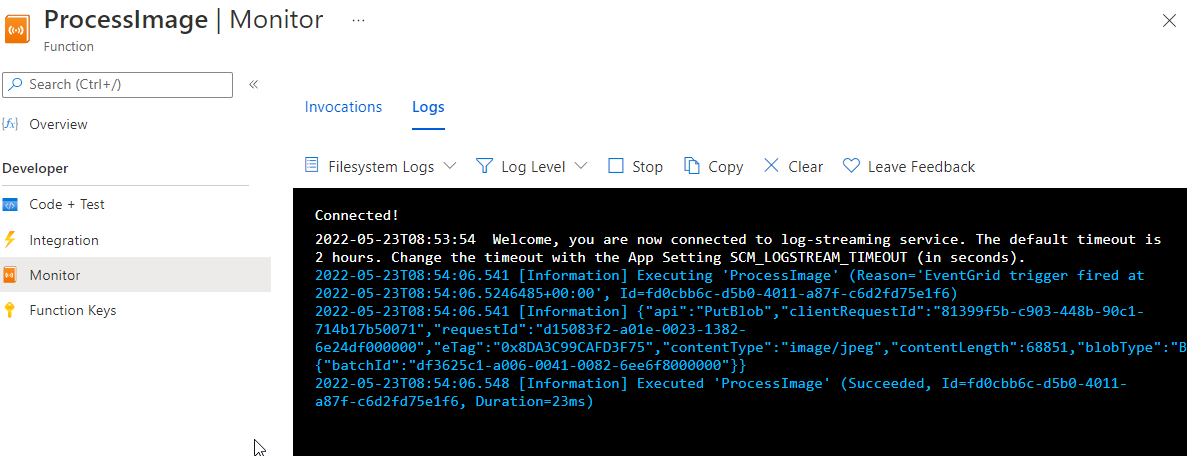 ProcessImage | Monitor ...
Function
Search (Ctrl+/)
Overview
Developer
Code + Test
Integration
Monitor
Function Keys
Invocations Logs
Filesystem Logs Log Level Stop Copy Clear Leave Feedback
Connected!
2022-05-23T08:53:54 Welcome, you are now connected to log-streaming service. The default timeout is
2 hours. Change the timeout with the App Setting SCM_LOGSTREAM_TIMEOUT (in seconds).
2022-05-23T08:54:06.541 [Information] Executing 'ProcessImage' (Reason='EventGrid trigger fired at
2022-05-23T08:54:06.5246485+00:00', Id=fd0cbb6c-d5b0-4011-a87f-c6d2fd75e1f6)
2022-05-23T08:54:06.541 [Information] {"api":"PutBlob","clientRequestId":"81399f5b-c903-448b-90c1-
714b17b50071","requestId":"d15083f2-a01e-0023-1382-
6e24df000000","eTag":"0x8DA3C99CAFD3F75","contentType":"image/jpeg","contentLength":68851,"blobType":"B
{"batchId":"df3625c1-a006-0041-0082-6ee6f8000000"}}
2022-05-23T08:54:06.548 [Information] Executed 'ProcessImage' (Succeeded, Id=fd0cbb6c-d5b0-4011-
a87f-c6d2fd75e1f6, Duration=23ms)